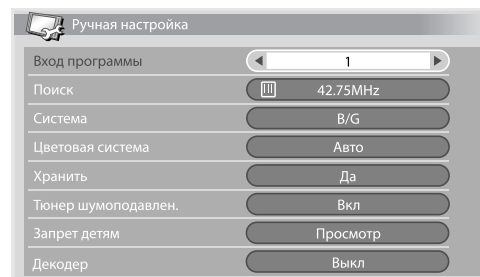 Ручная настройка
Вход программы 1
Поиск 42.75MHz
Система B/G
Цветовая система Авто
Хранить Да
Тюнер шумоподавлен. Вкл
Запрет детям Просмотр
Декодер Выкл